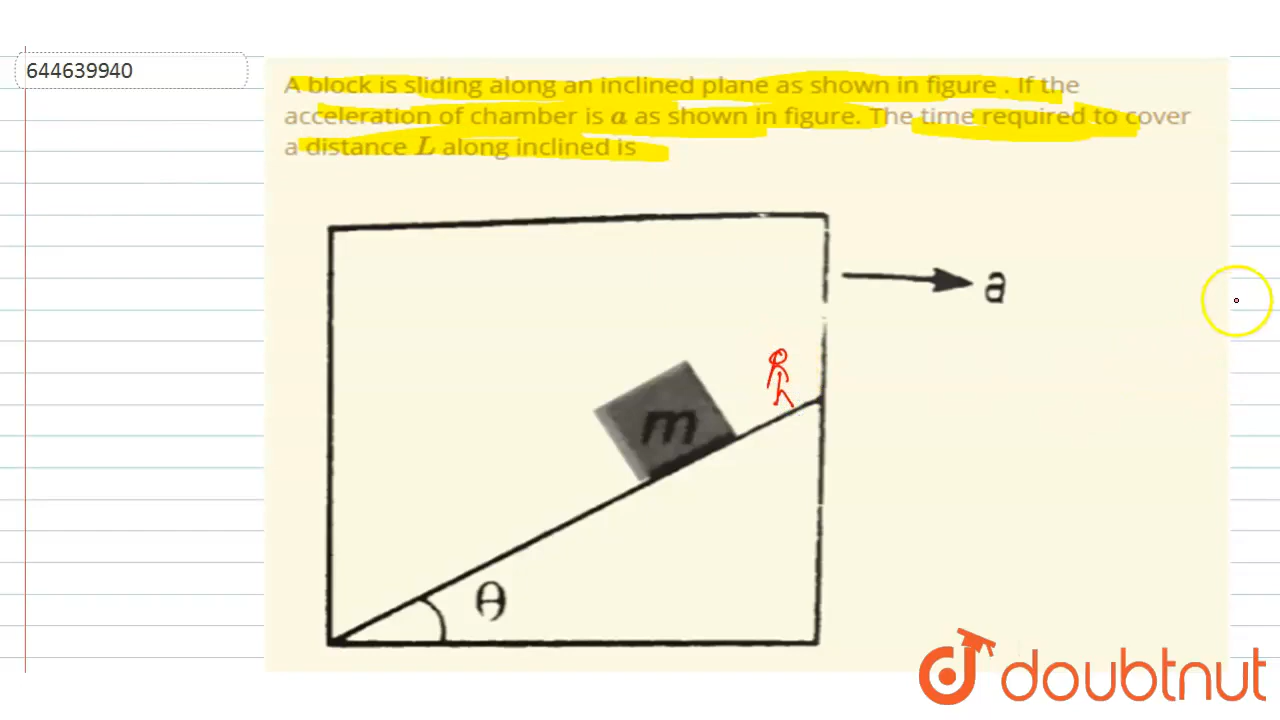 644639940
A block is sliding along an inclined plane as shown in figure . If the
acceleration of chamber is a as shown in figure. The time required to cover
a distance L along inclined is
a
m
θ
doubtnut